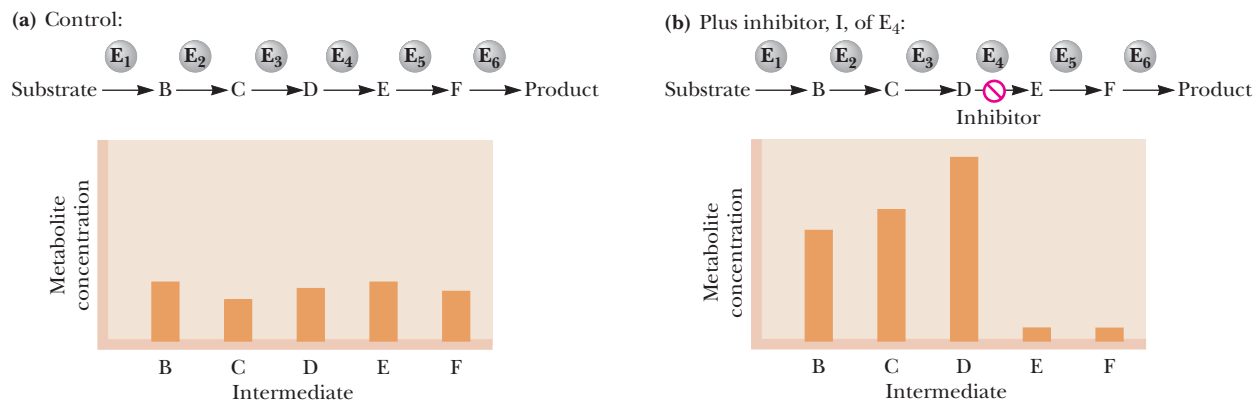 (a) Control:
E1 E2 E3 E4 E5 E6
Substrate B C D E F Product
Metabolite
concentration
B C D E F
Intermediate
(b) Plus inhibitor, I, of E4:
E1 E2 E3 E4 E5 E6
Substrate B C D E F Product
Inhibitor
Metabolite
concentration
B C D E F
Intermediate